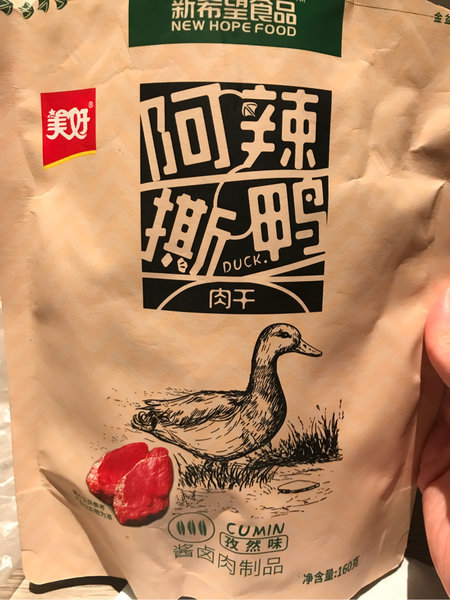 新希望食品
NEW HOPE FOOD
美好®
阿辣
撕鸭
DUCK.
肉干
CUMIN
孜然味
酱卤肉制品
净含量:160克